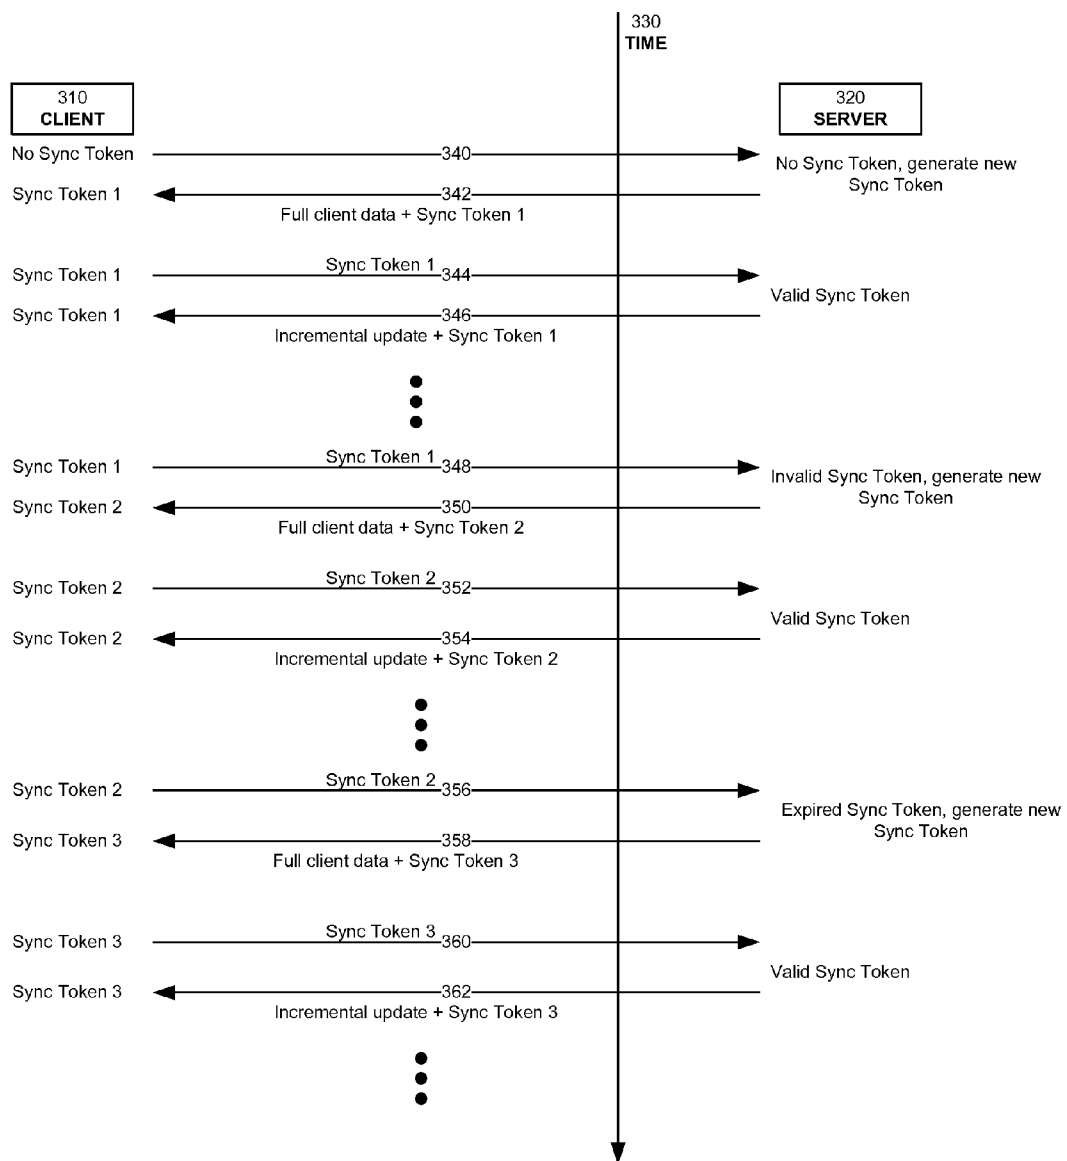 330
TIME
310
CLIENT
320
SERVER
No Sync Token
340
No Sync Token, generate new
Sync Token
Sync Token 1
342
Full client data + Sync Token 1
Sync Token 1
Sync Token 1
344
Valid Sync Token
Sync Token 1
346
Incremental update + Sync Token 1
Sync Token 1
Sync Token 1
348
Invalid Sync Token, generate new
Sync Token
Sync Token 2
350
Full client data + Sync Token 2
Sync Token 2
Sync Token 2
352
Valid Sync Token
Sync Token 2
354
Incremental update + Sync Token 2
Sync Token 2
Sync Token 2
356
Expired Sync Token, generate new
Sync Token
Sync Token 3
358
Full client data + Sync Token 3
Sync Token 3
Sync Token 3
360
Valid Sync Token
Sync Token 3
362
Incremental update + Sync Token 3